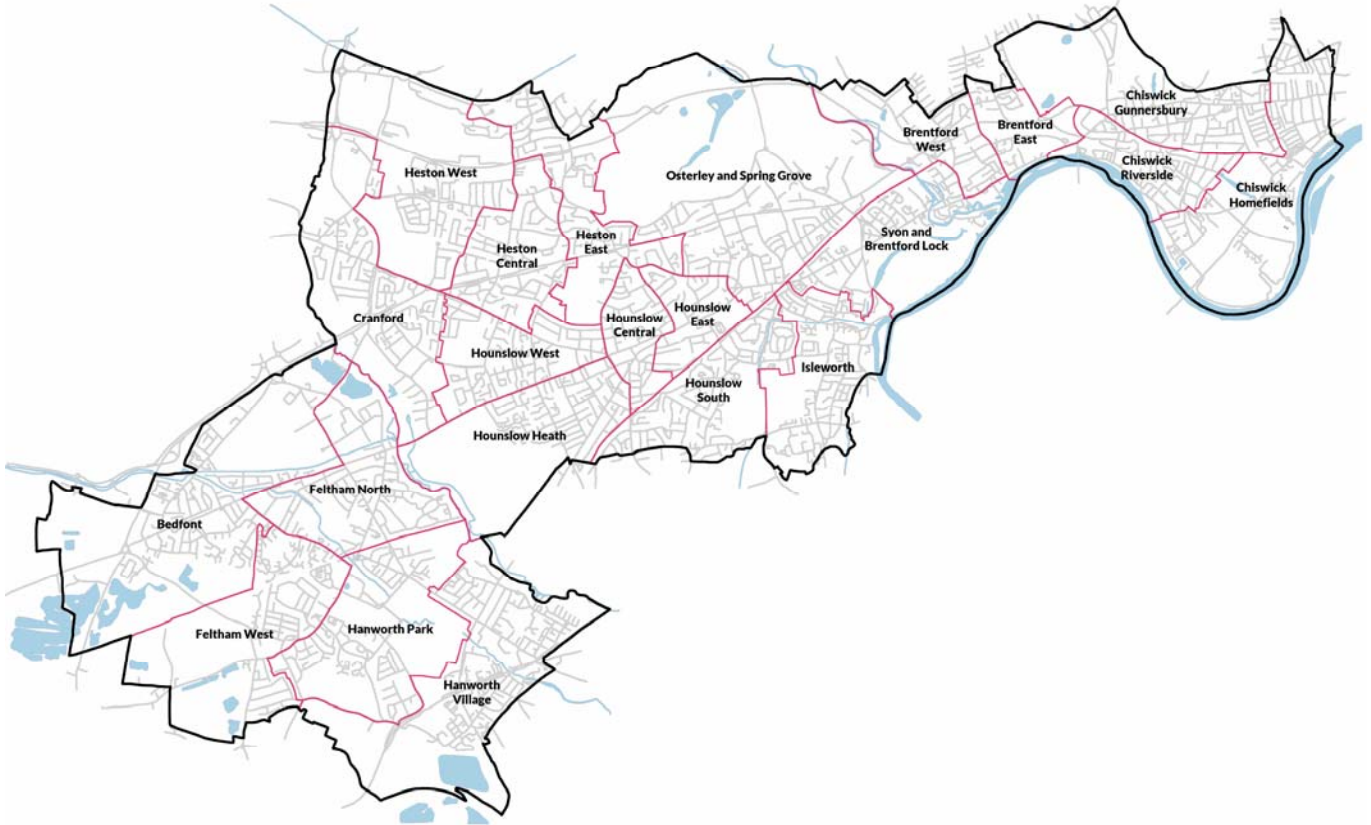 Chiswick
Gunnersbury
Brentford
West
Brentford
East
Chiswick
Riverside
Chiswick
Homefields
Heston West
Osterley and Spring Grove
Heston
Central
Heston
East
Syon and
Brentford Lock
Cranford
Hounslow
Central
Hounslow
East
Hounslow West
Isleworth
Hounslow
South
Hounslow Heath
Feltham North
Bedfont
Feltham West
Hanworth Park
Hanworth
Village